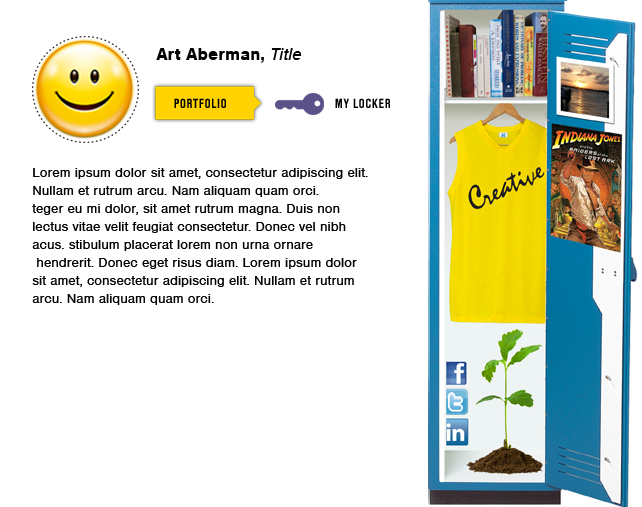 Art Aberman, Title
PORTFOLIO
MY LOCKER
Lorem ipsum dolor sit amet, consectetur adipiscing elit.
Nullam et rutrum arcu. Nam aliquam quam orci.
teger eu mi dolor, sit amet rutrum magna. Duis non
lectus vitae velit feugiat consectetur. Donec vel nibh
acus. stibulum placerat lorem non urna ornare
hendrerit. Donec eget risus diam. Lorem ipsum dolor
sit amet, consectetur adipiscing elit. Nullam et rutrum
arcu. Nam aliquam quam orci.
Creative
INDIANA JONES
and the
RAIDERS of the
LOST ARK
f
t
in